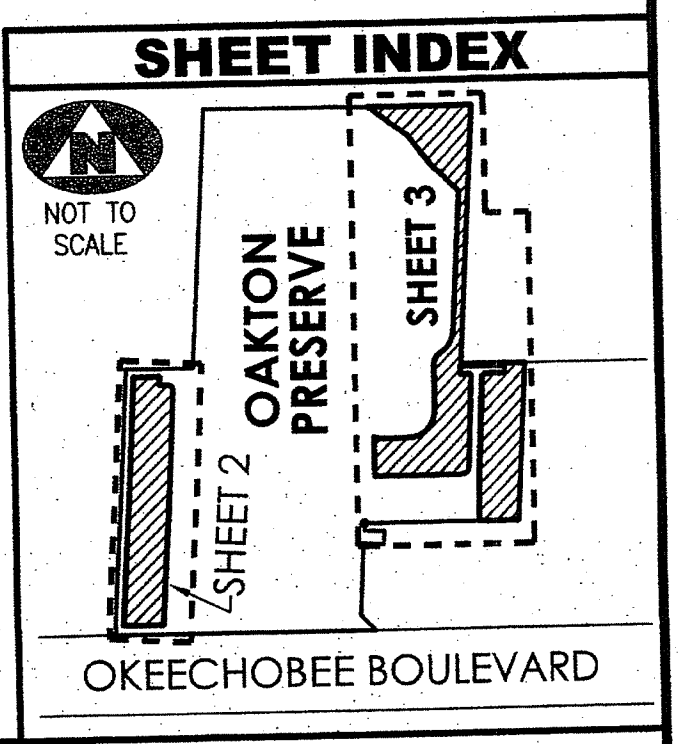 SHEET INDEX
N
NOT TO
SCALE
OAKTON
PRESERVE
SHEET 3
SHEET 2
OKEECHOBEE BOULEVARD